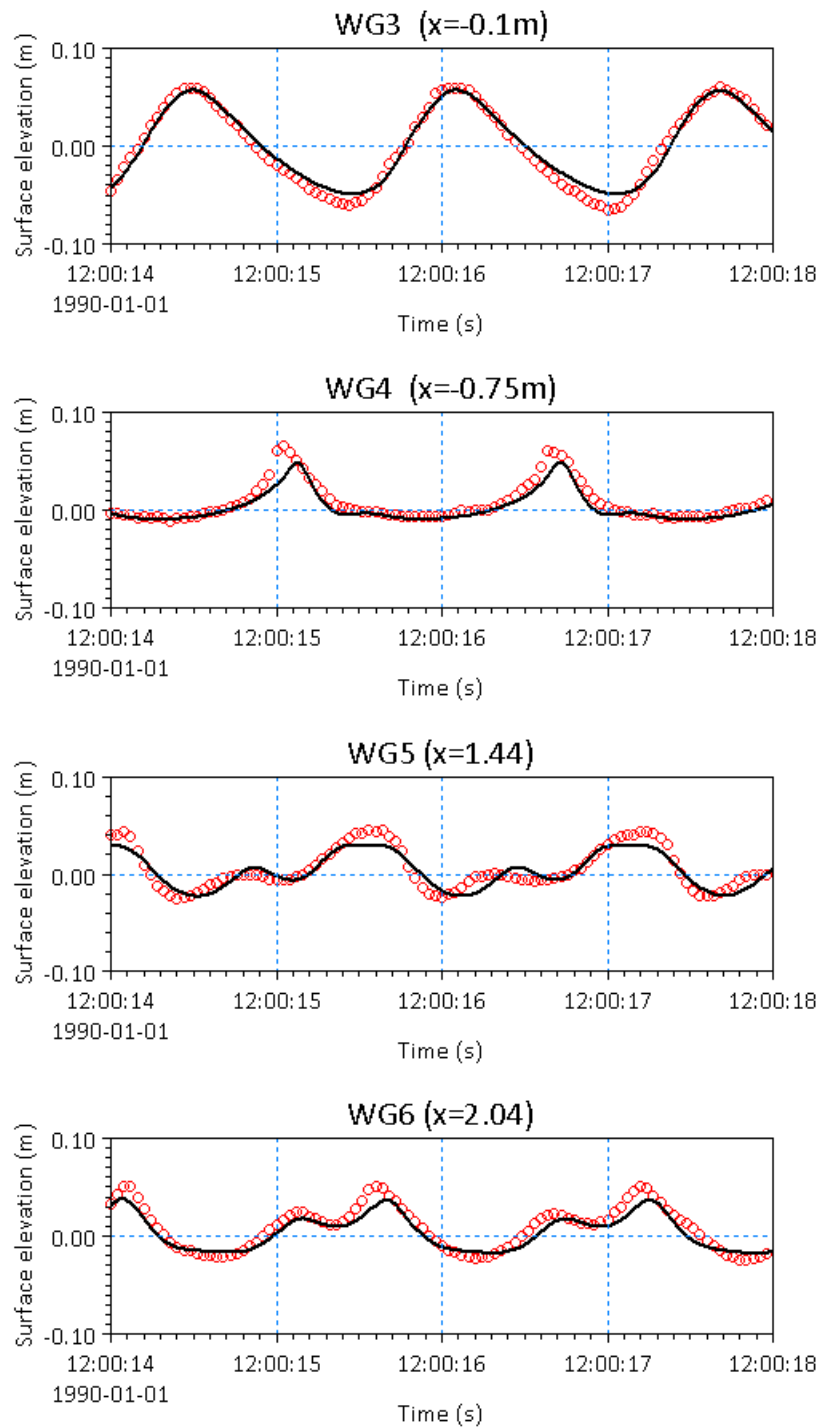 WG3 (x=-0.1m)
Surface elevation (m)
0.10
0.00
-0.10
12:00:14 12:00:15 12:00:16 12:00:17 12:00:18
1990-01-01
Time (s)
WG4 (x=-0.75m)
Surface elevation (m)
0.10
0.00
-0.10
12:00:14 12:00:15 12:00:16 12:00:17 12:00:18
1990-01-01
Time (s)
WG5 (x=1.44)
Surface elevation (m)
0.10
0.00
-0.10
12:00:14 12:00:15 12:00:16 12:00:17 12:00:18
1990-01-01
Time (s)
WG6 (x=2.04)
Surface elevation (m)
0.10
0.00
-0.10
12:00:14 12:00:15 12:00:16 12:00:17 12:00:18
1990-01-01
Time (s)